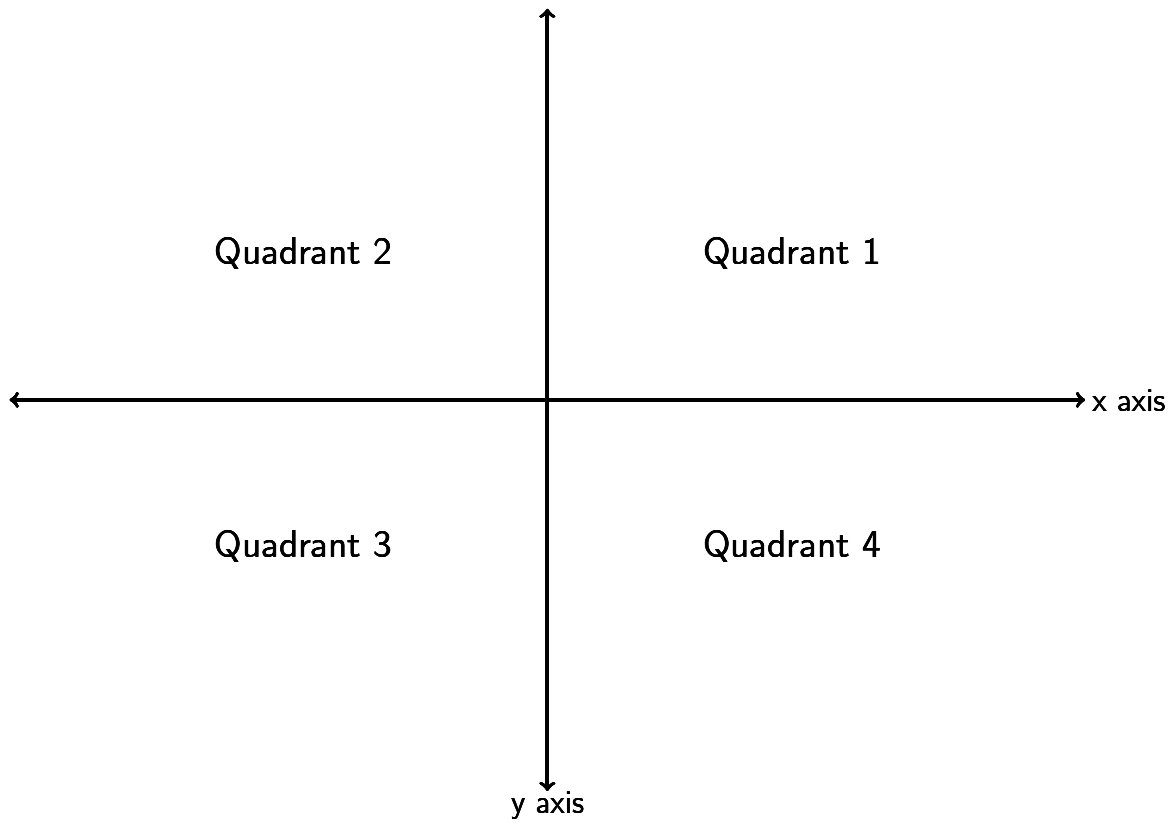 Quadrant 2
Quadrant 1
x axis
Quadrant 3
Quadrant 4
y axis